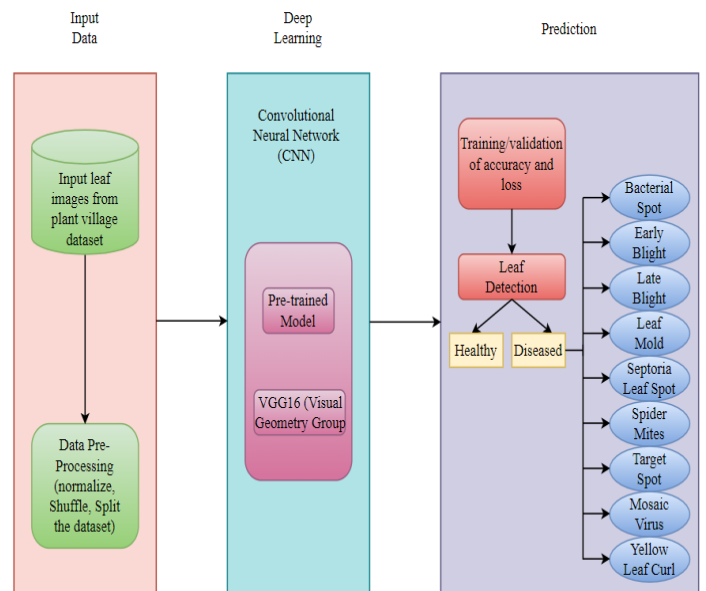 Input
Data
Deep
Learning
Prediction
Input leaf
images from
plant village
dataset
Data Pre-
Processing
(normalize,
Shuffle, Split
the dataset)
Convolutional
Neural Network
(CNN)
Pre-trained
Model
VGG16 (Visual
Geometry Group
Training/validation
of accuracy and
loss
Leaf
Detection
Healthy
Diseased
Bacterial
Spot
Early
Blight
Late
Blight
Leaf
Mold
Septoria
Leaf Spot
Spider
Mites
Target
Spot
Mosaic
Virus
Yellow
Leaf Curl